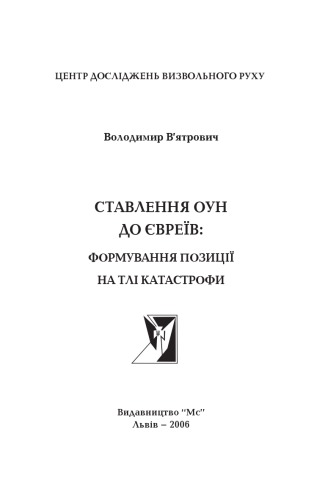 ЦЕНТР ДОСЛІДЖЕНЬ ВИЗВОЛЬНОГО РУХУ
Володимир В'ятрович
СТАВЛЕННЯ ОУН
ДО ЄВРЕЇВ:
ФОРМУВАННЯ ПОЗИЦІЇ
НА ТЛІ КАТАСТРОФИ
Видавництво "Мс"
Львів – 2006